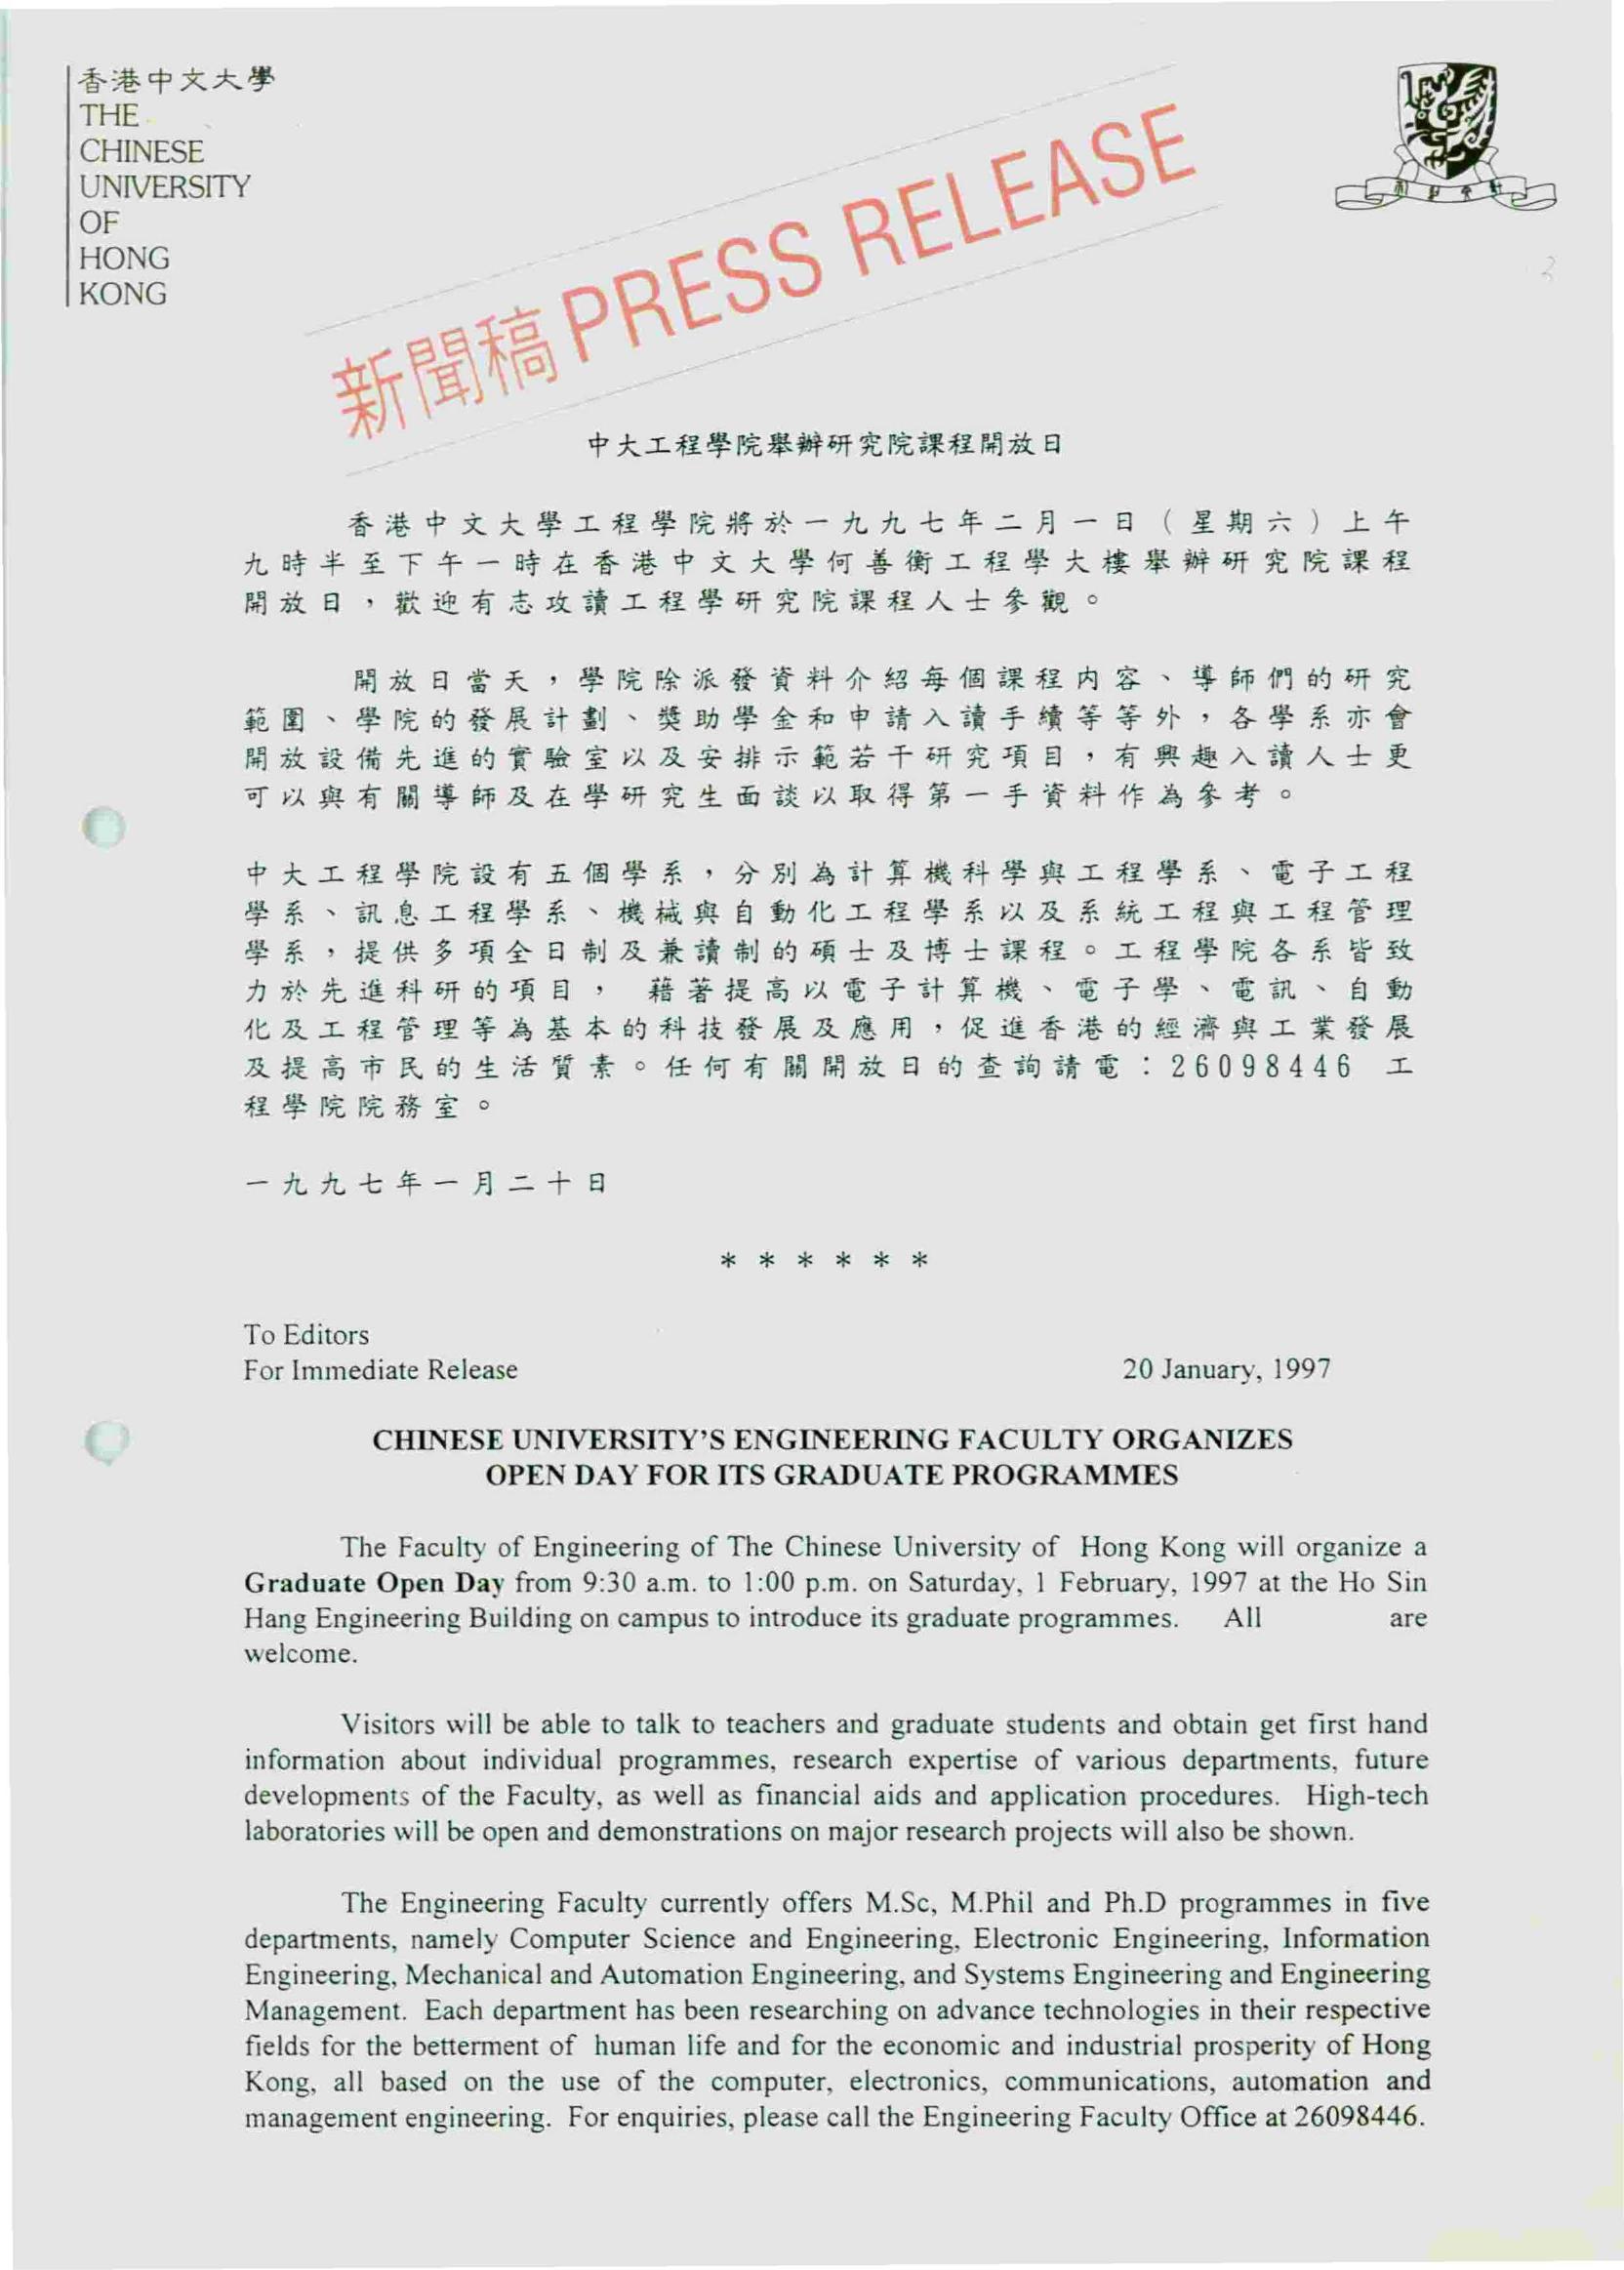 香港中文大學
THE
CHINESE
UNIVERSITY
OF
HONG
KONG
新聞稿 PRESS RELEASE
中大工程學院舉辦研究院課程開放日
香港中文大學工程學院將於一九九七年二月一日（星期六）上午
九時半至下午一時在香港中文大學何善衡工程學大樓舉辦研究院課程
開放日，歡迎有志攻讀工程學研究院課程人士參觀。
開放日當天，學院除派發資料介紹每個課程內容、導師們的研究
範圍、學院的發展計劃、獎助學金和申請入讀手續等等外，各學系亦會
開放設備先進的實驗室以及安排示範若干研究項目，有興趣入讀人士更
可以與有關導師及在學研究生面談以取得第一手資料作為參考。
中大工程學院設有五個學系，分別為計算機科學與工程學系、電子工程
學系、訊息工程學系、機械與自動化工程學系以及系統工程與工程管理
學系，提供多項全日制及兼讀制的碩士及博士課程。工程學院各系皆致
力於先進科研的項目， 藉著提高以電子計算機、電子學、電訊、自動
化及工程管理等為基本的科技發展及應用，促進香港的經濟與工業發展
及提高市民的生活質素。任何有關開放日的查詢請電：26098446 工
程學院院務室。
一九九七年一月二十日
* * * * * *
To Editors
For Immediate Release 20 January, 1997
CHINESE UNIVERSITY'S ENGINEERING FACULTY ORGANIZES
OPEN DAY FOR ITS GRADUATE PROGRAMMES
The Faculty of Engineering of The Chinese University of Hong Kong will organize a
Graduate Open Day from 9:30 a.m. to 1:00 p.m. on Saturday, 1 February, 1997 at the Ho Sin
Hang Engineering Building on campus to introduce its graduate programmes. All are
welcome.
Visitors will be able to talk to teachers and graduate students and obtain get first hand
information about individual programmes, research expertise of various departments, future
developments of the Faculty, as well as financial aids and application procedures. High-tech
laboratories will be open and demonstrations on major research projects will also be shown.
The Engineering Faculty currently offers M.Sc, M.Phil and Ph.D programmes in five
departments, namely Computer Science and Engineering, Electronic Engineering, Information
Engineering, Mechanical and Automation Engineering, and Systems Engineering and Engineering
Management. Each department has been researching on advance technologies in their respective
fields for the betterment of human life and for the economic and industrial prosperity of Hong
Kong, all based on the use of the computer, electronics, communications, automation and
management engineering. For enquiries, please call the Engineering Faculty Office at 26098446.